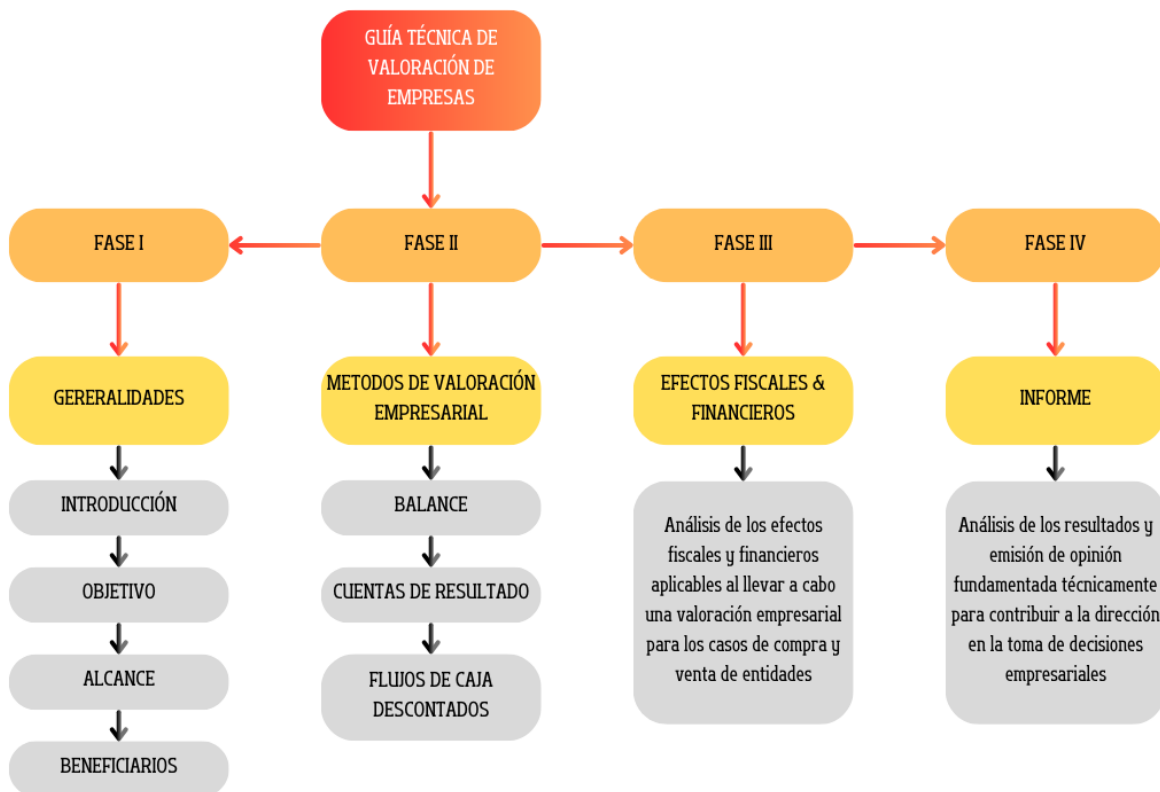 GUÍA TÉCNICA DE
VALORACIÓN DE
EMPRESAS
FASE I
FASE II
FASE III
FASE IV
GERERALIDADES
METODOS DE VALORACIÓN
EMPRESARIAL
EFECTOS FISCALES &
FINANCIEROS
INFORME
INTRODUCCIÓN
OBJETIVO
ALCANCE
BENEFICIARIOS
BALANCE
CUENTAS DE RESULTADO
FLUJOS DE CAJA
DESCONTADOS
Análisis de los efectos
fiscales y financieros
aplicables al llevar a cabo
una valoración empresarial
para los casos de compra y
venta de entidades
Análisis de los resultados y
emisión de opinión
fundamentada técnicamente
para contribuir a la dirección
en la toma de decisiones
empresariales